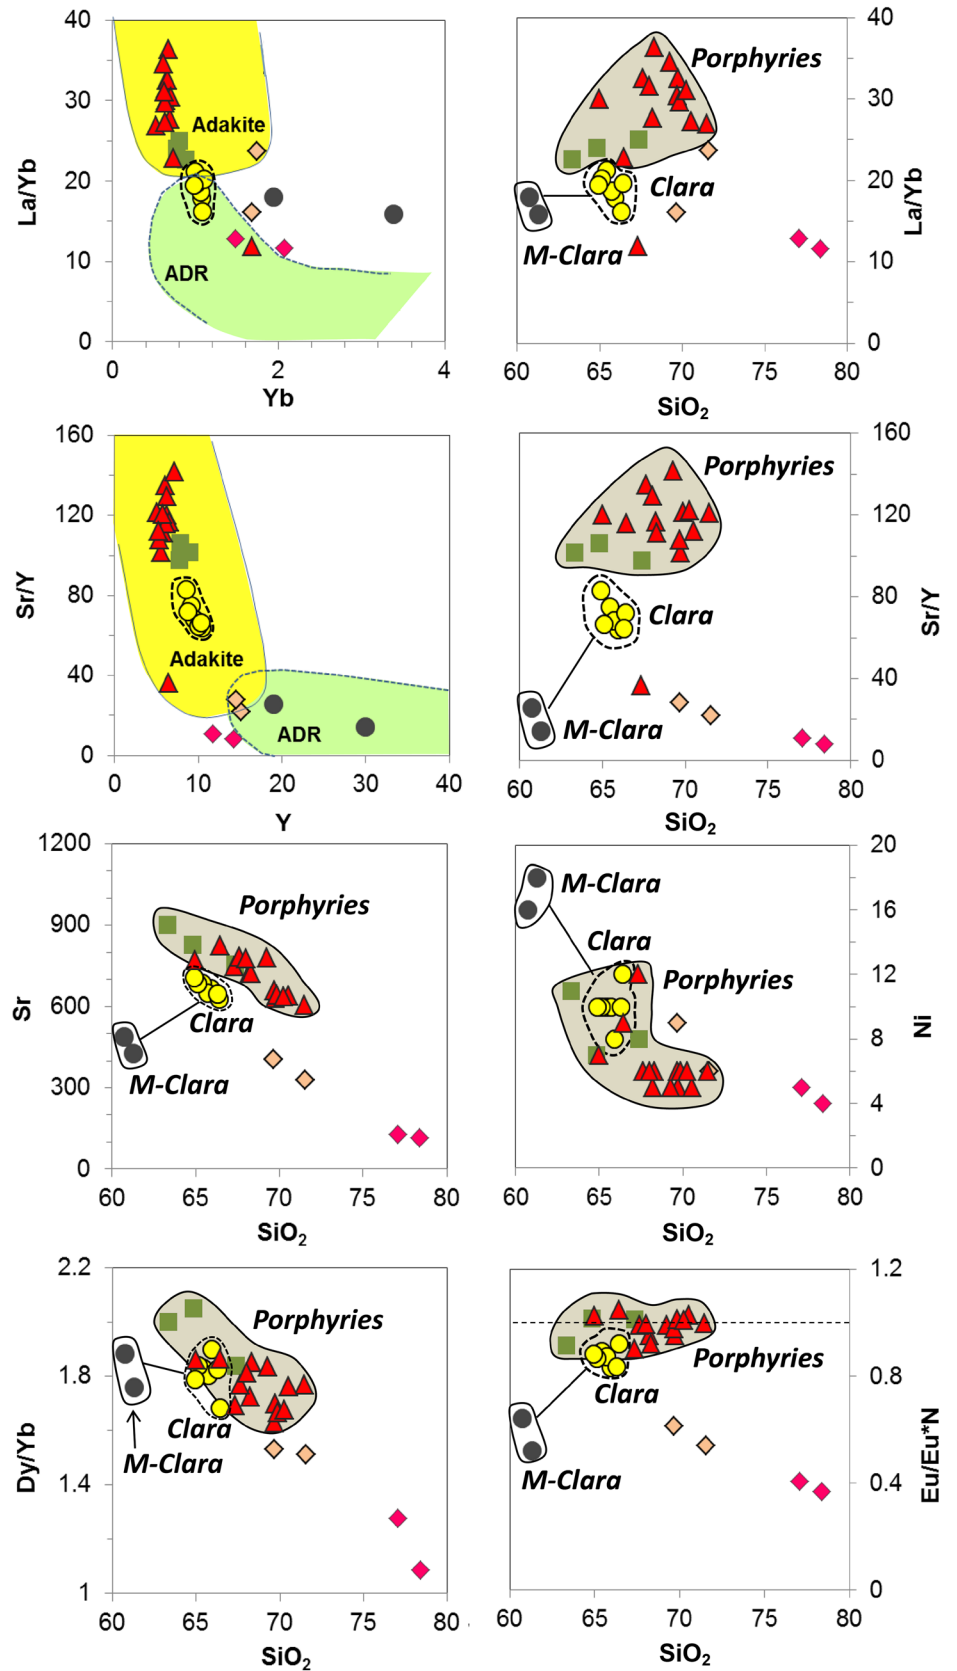 40
30
20
10
0
La/Yb
Adakite
ADR
0
2
4
Yb
Porphyries
Clara
M-Clara
40
30
20
10
0
La/Yb
60
65
70
75
80
SiO₂
160
120
80
40
0
Sr/Y
Adakite
ADR
0
10
20
30
40
Y
Porphyries
Clara
M-Clara
160
120
80
40
0
Sr/Y
60
65
70
75
80
SiO₂
1200
900
600
300
0
Sr
Porphyries
Clara
M-Clara
60
65
70
75
80
SiO₂
M-Clara
Clara
Porphyries
20
16
12
8
4
0
Ni
60
65
70
75
80
SiO₂
2.2
1.8
1.4
1
Dy/Yb
Porphyries
Clara
M-Clara
60
65
70
75
80
SiO₂
Porphyries
Clara
M-Clara
1.2
0.8
0.4
0
Eu/Eu*N
60
65
70
75
80
SiO₂